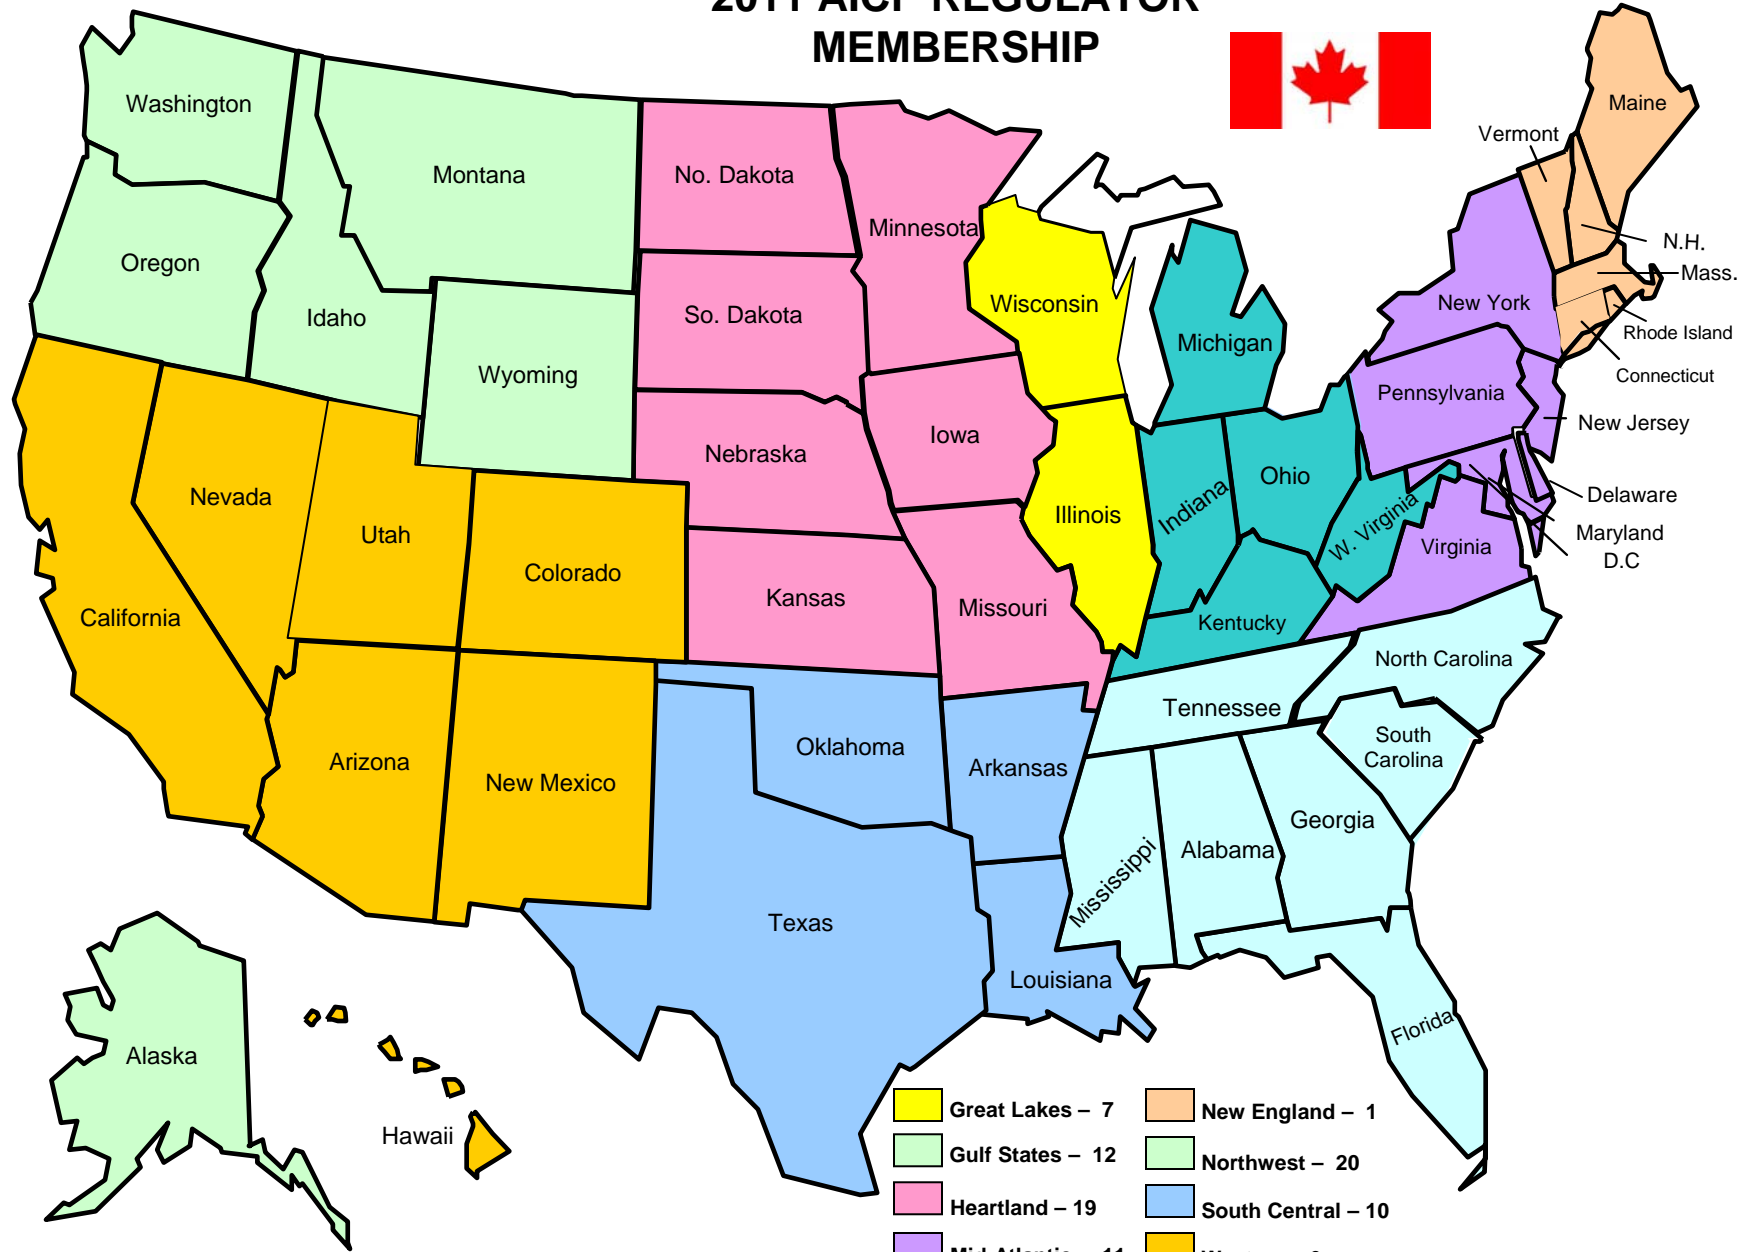 MEMBERSHIP
Washington
Maine
Vermont
Montana
No. Dakota
Minnesota
N.H.
Oregon
Mass.
Wisconsin
New York
Idaho
So. Dakota
Rhode Island
Michigan
Wyoming
Connecticut
Pennsylvania
New Jersey
Iowa
Nebraska
Ohio
Nevada
Delaware
Indiana
Illinois
W. Virginia
Utah
Maryland
Virginia
D.C
Colorado
Kansas
Missouri
California
Kentucky
North Carolina
Tennessee
South
Carolina
Oklahoma
Arizona
Arkansas
New Mexico
Georgia
Alabama
Mississippi
Texas
Louisiana
Florida
Alaska
Hawaii
Great Lakes – 7
New England – 1
Gulf States – 12
Northwest – 20
Heartland – 19
South Central – 10